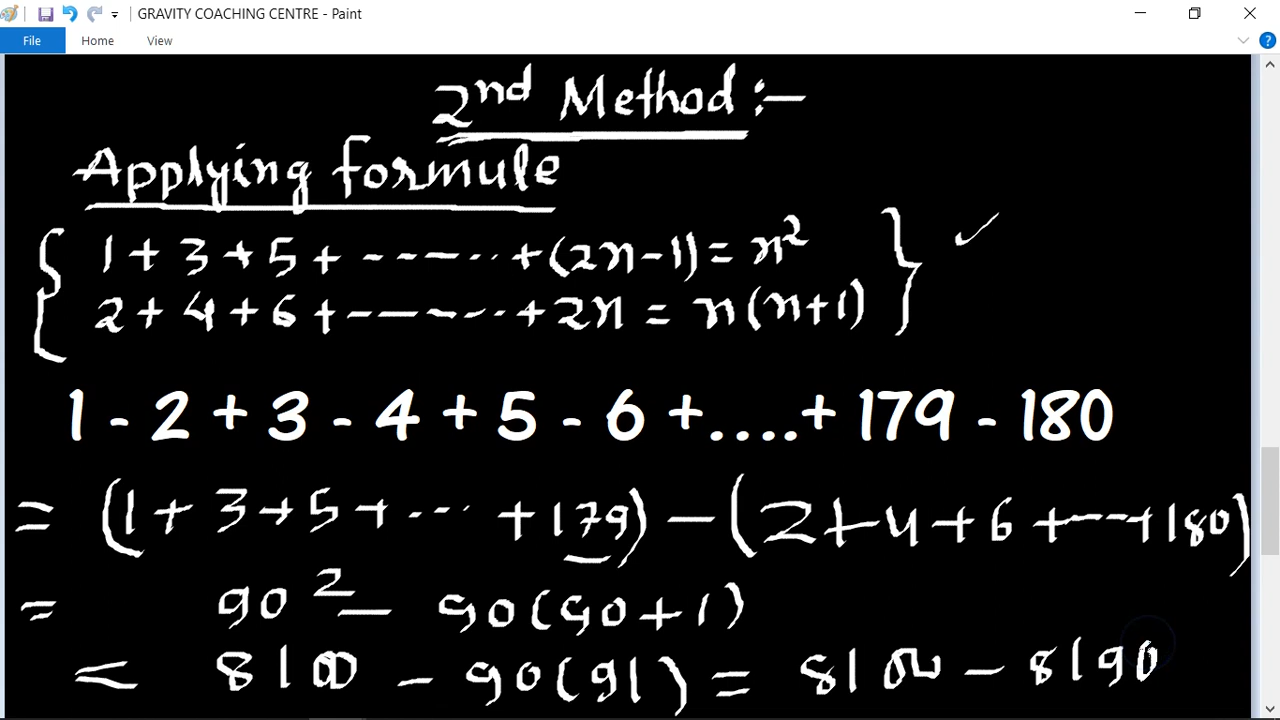 GRAVITY COACHING CENTRE - Paint
File Home View
2nd Method :-
Applying formule
1 + 3 + 5 + ------... + (2n-1) = n²
2 + 4 + 6 + ------... + 2n = n(n+1)
1 - 2 + 3 - 4 + 5 - 6 +....+ 179 - 180
= (1 + 3 + 5 + ... + 179) - (2 + 4 + 6 + ---+ 180)
= 90² - 90(90+1)
= 8100 - 90(91) = 8100 - 8190